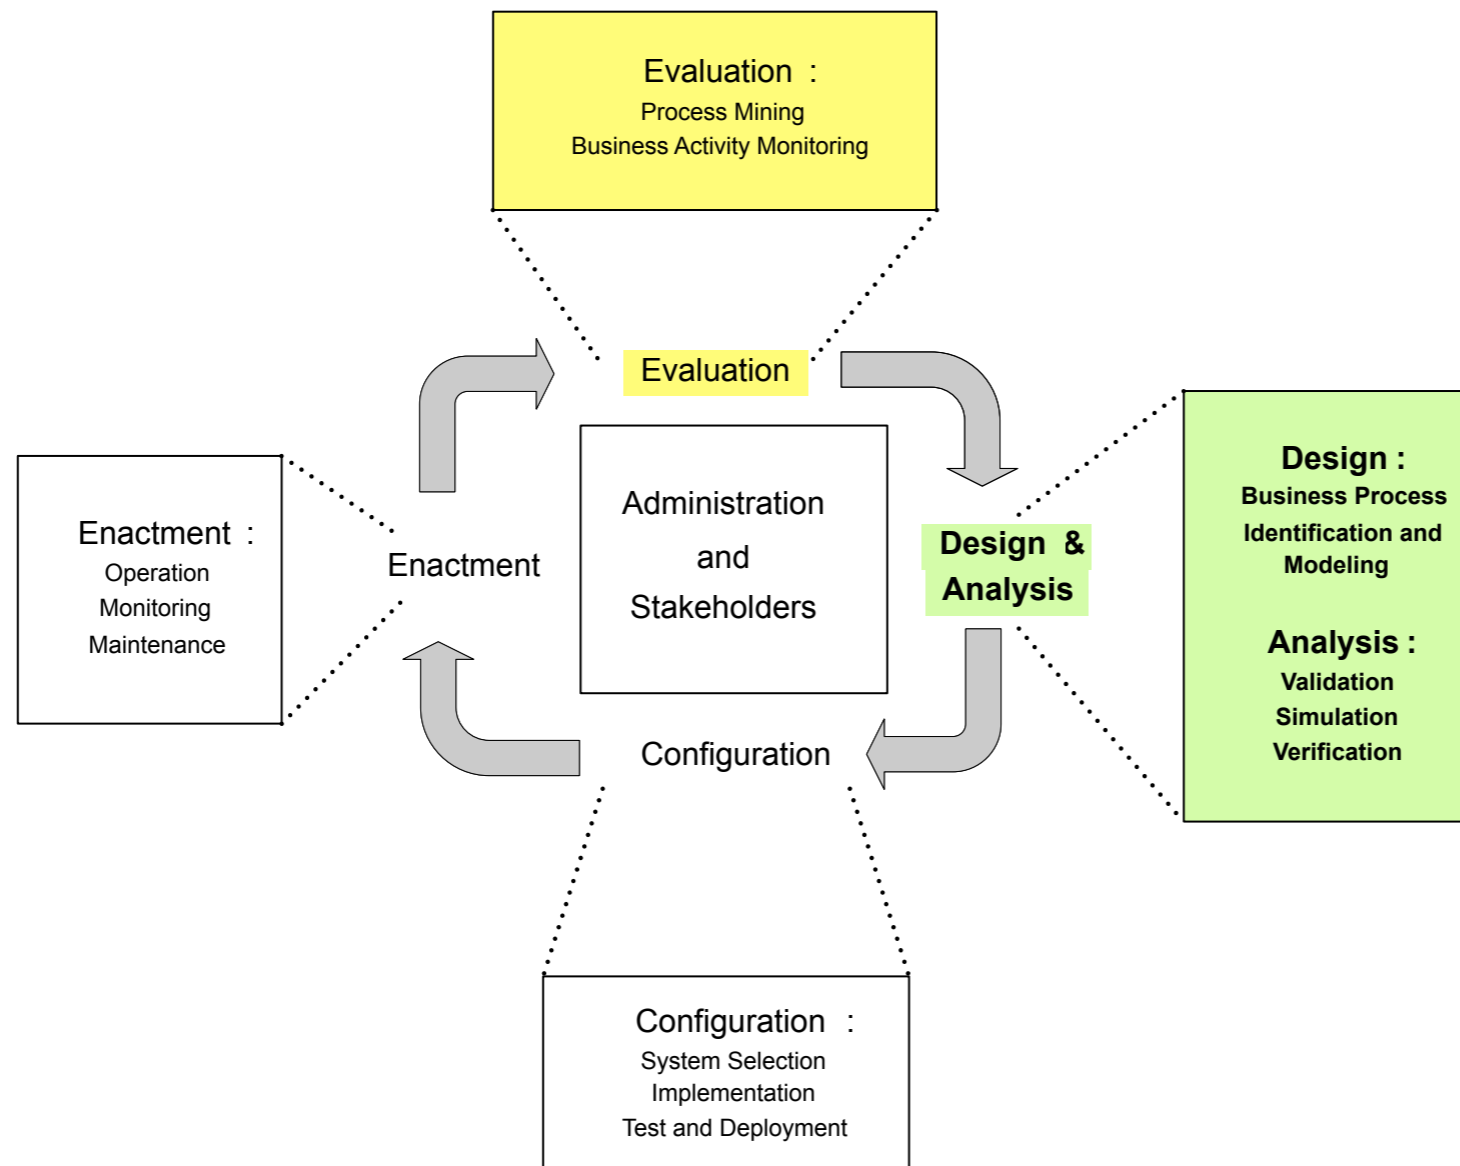 Evaluation :
Process Mining
Business Activity Monitoring
Evaluation
Enactment :
Operation
Monitoring
Maintenance
Enactment
Administration
and
Stakeholders
Design &
Analysis
Design :
Business Process
Identification and
Modeling
Analysis :
Validation
Simulation
Verification
Configuration
Configuration :
System Selection
Implementation
Test and Deployment